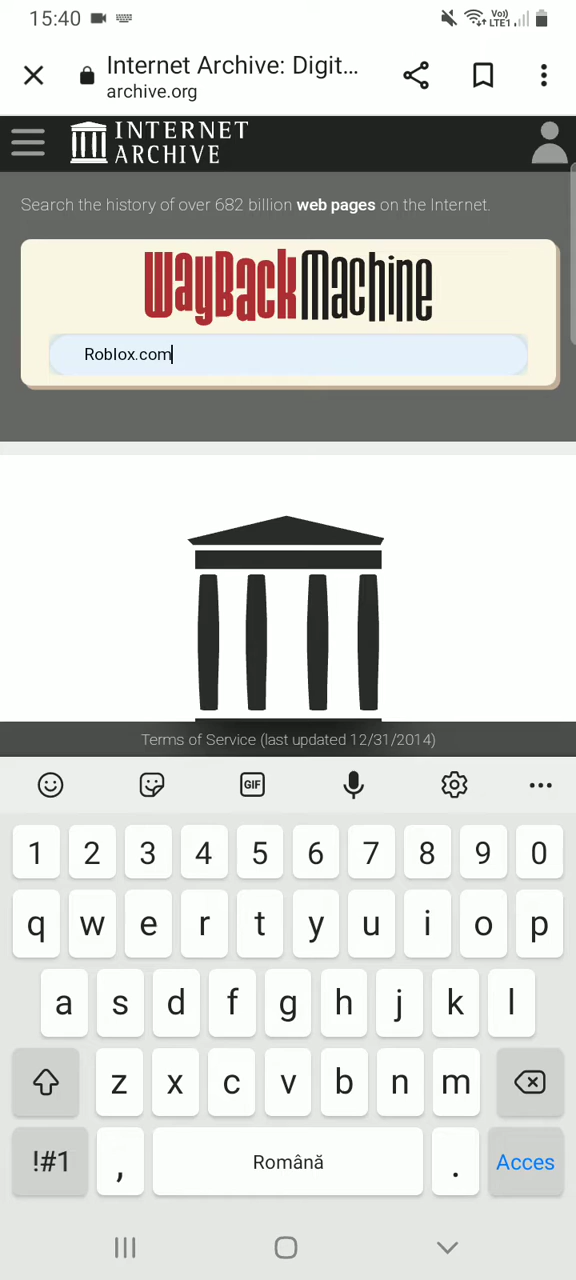 15:40
Vo))
LTE1
Internet Archive: Digit...
archive.org
INTERNET
ARCHIVE
Search the history of over 682 billion web pages on the Internet.
WayBackMachine
Roblox.com
Terms of Service (last updated 12/31/2014)
GIF
1 2 3 4 5 6 7 8 9 0
q w e r t y u i o p
a s d f g h j k l
z x c v b n m
!#1 , Română . Acces